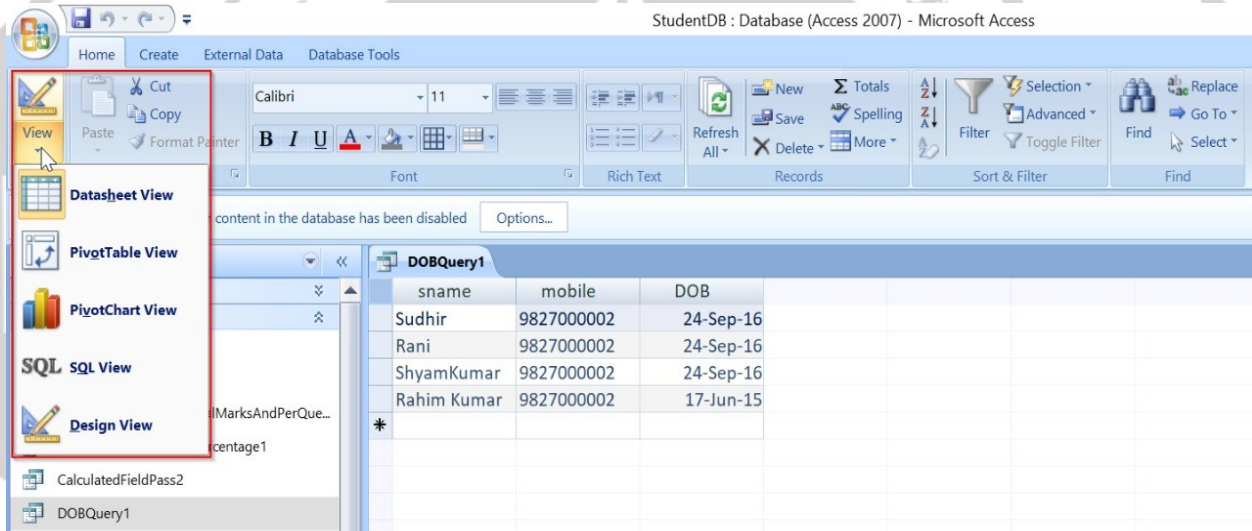 StudentDB : Database (Access 2007) - Microsoft Access
Home Create External Data Database Tools
View
Paste
Cut
Copy
Format Painter
Calibri 11
B I U A
Font
Rich Text
Refresh All
New
Save
Delete
Totals
Spelling
More
Records
Filter
Selection
Advanced
Toggle Filter
Sort & Filter
Find
Replace
Go To
Select
Find
content in the database has been disabled Options...
Datasheet View
PivotTable View
PivotChart View
SQL SQL View
Design View
lMarksAndPerQue...
rcentage1
CalculatedFieldPass2
DOBQuery1
DOBQuery1
sname mobile DOB
Sudhir 9827000002 24-Sep-16
Rani 9827000002 24-Sep-16
ShyamKumar 9827000002 24-Sep-16
Rahim Kumar 9827000002 17-Jun-15